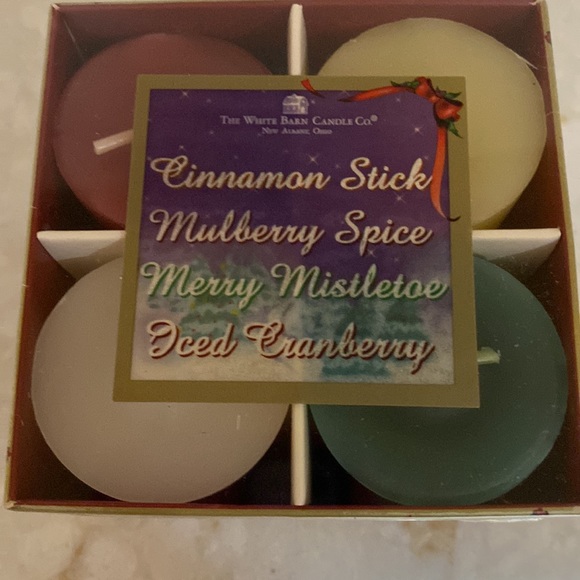 The White Barn Candle Co.®
New Albany, Ohio
Cinnamon Stick
Mulberry Spice
Merry Mistletoe
Iced Cranberry